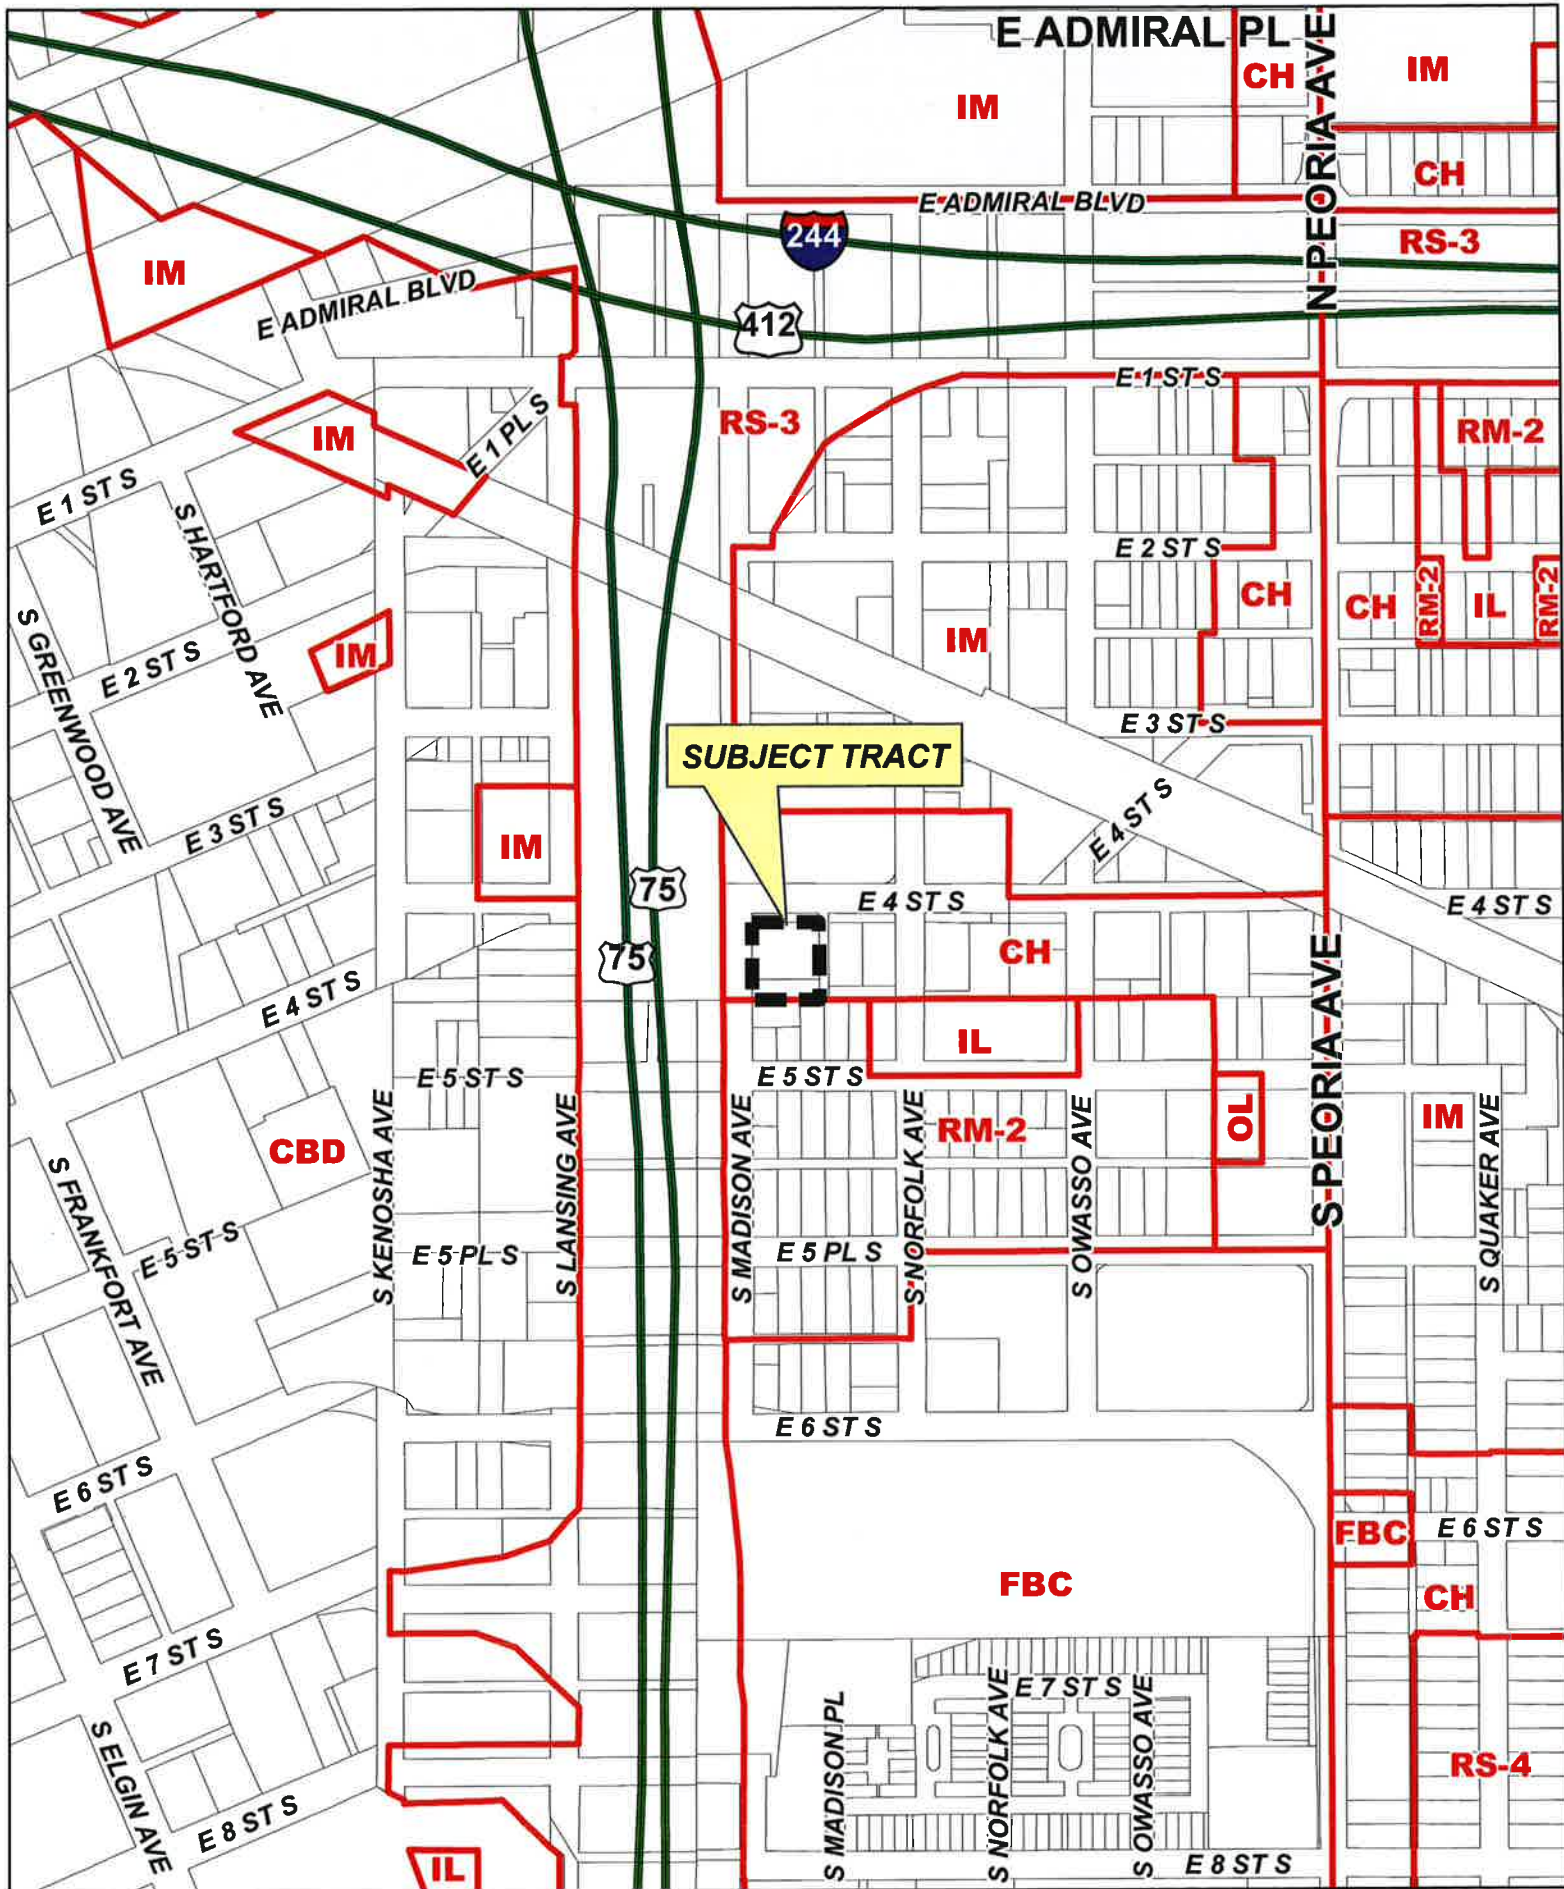 E ADMIRAL PL
CH
IM
IM
N PEORIA AVE
CH
E ADMIRAL BLVD
244
RS-3
IM
E ADMIRAL BLVD
412
E 1 ST S
RS-3
IM
E 1 PL S
RM-2
E 1 ST S
S HARTFORD AVE
E 2 ST S
CH
CH
RM-2
IL
RM-2
S GREENWOOD AVE
E 2 ST S
IM
IM
E 3 ST S
SUBJECT TRACT
E 3 ST S
IM
E 4 ST S
75
E 4 ST S
E 4 ST S
75
CH
S PEORIA AVE
E 4 ST S
IL
E 5 ST S
E 5 ST S
CBD
S KENOSHA AVE
S LANSING AVE
S MADISON AVE
S NORFOLK AVE
RM-2
S OWASSO AVE
OL
IM
S QUAKER AVE
S FRANKFORT AVE
E 5 ST S
E 5 PL S
E 5 PL S
E 6 ST S
E 6 ST S
FBC
E 6 ST S
FBC
CH
E 7 ST S
S MADISON PL
S NORFOLK AVE
E 7 ST S
S OWASSO AVE
RS-4
S ELGIN AVE
E 8 ST S
IL
E 8 ST S